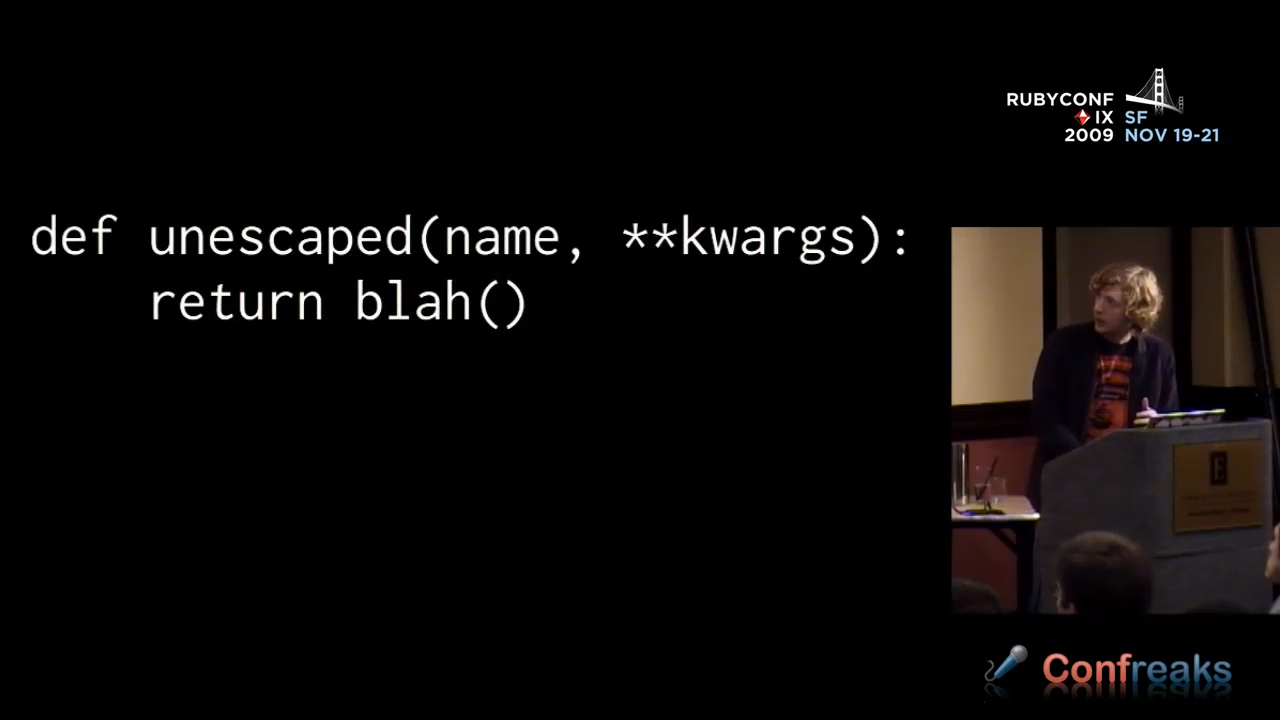 RUBYCONF
IX SF
2009 NOV 19-21
def unescaped(name, **kwargs):
    return blah()
E
Confreaks